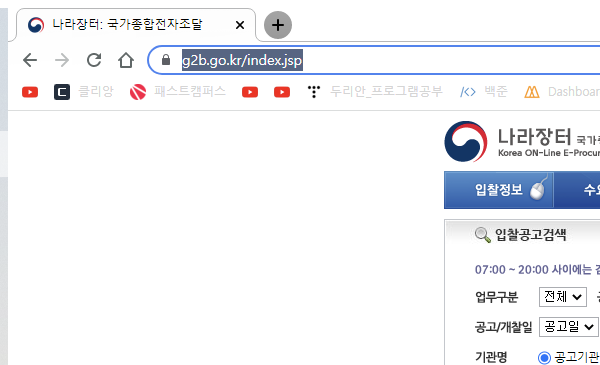 나라장터: 국가종합전자조달
g2b.go.kr/index.jsp
클리앙 패스트캠퍼스 두리안_프로그램공부 백준 Dashboar
나라장터 국가
Korea ON-Line E-Procur
입찰정보 수요
입찰공고검색
07:00 ~ 20:00 사이에는 검
업무구분 전체
공고/개찰일 공고일
기관명 공고기관